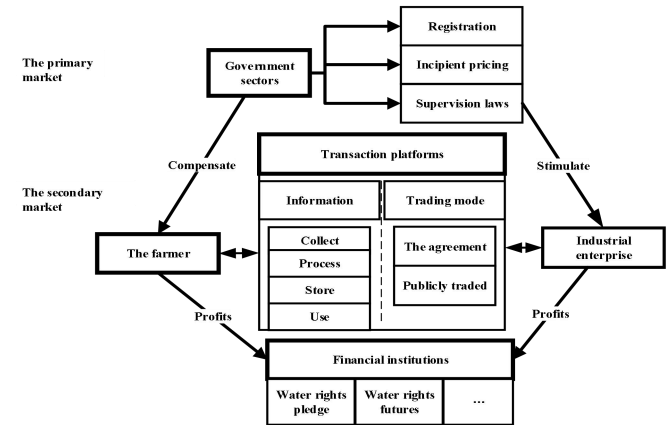 Registration
The primary
market
Government
sectors
Incipient pricing
Supervision laws
Compensate
Transaction platforms
Stimulate
The secondary
market
Information
Trading mode
Collect
The farmer
Process
The agreement
Industrial
enterprise
Store
Publicly traded
Use
Profits
Profits
Financial institutions
Water rights
pledge
Water rights
futures
...